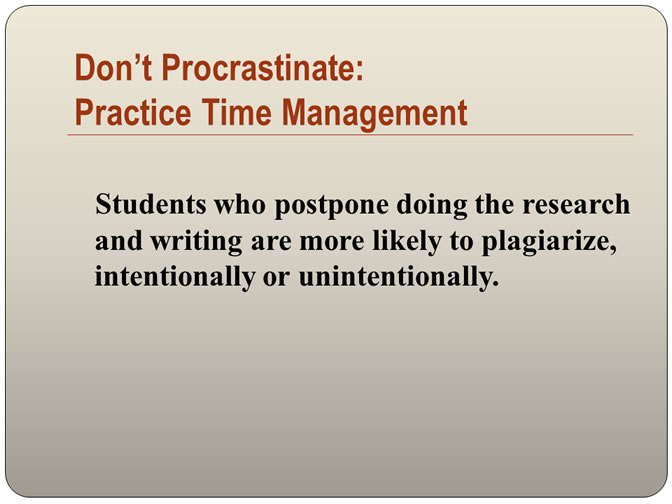 Don’t Procrastinate:
Practice Time Management
Students who postpone doing the research
and writing are more likely to plagiarize,
intentionally or unintentionally.